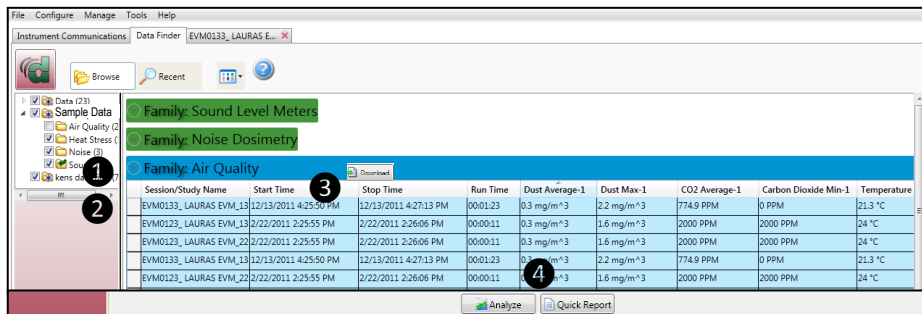 File Configure Manage Tools Help
Instrument Communications Data Finder EVM0133_ LAURAS E... ×
Browse Recent
Data (23)
Sample Data
Air Quality (2
Heat Stress (
Noise (3)
Sou
kens da
1
2
Family: Sound Level Meters
Family: Noise Dosimetry
Family: Air Quality Download
3
Session/Study Name Start Time Stop Time Run Time Dust Average-1 Dust Max-1 CO2 Average-1 Carbon Dioxide Min-1 Temperature
EVM0123_ LAURAS EVM_13 12/13/2011 4:25:50 PM 12/13/2011 4:27:13 PM 00:01:23 0.3 mg/m^3 2.2 mg/m^3 774.9 PPM 0 PPM 21.3 °C
EVM0123_ LAURAS EVM_22 2/22/2011 2:25:55 PM 2/22/2011 2:26:06 PM 00:00:11 0.3 mg/m^3 1.6 mg/m^3 2000 PPM 2000 PPM 24 °C
EVM0123_ LAURAS EVM_22 2/22/2011 2:25:55 PM 2/22/2011 2:26:06 PM 00:00:11 0.3 mg/m^3 1.6 mg/m^3 2000 PPM 2000 PPM 24 °C
EVM0123_ LAURAS EVM_13 12/13/2011 4:25:50 PM 12/13/2011 4:27:13 PM 00:01:23 0.3 mg/m^3 2.2 mg/m^3 774.9 PPM 0 PPM 21.3 °C
EVM0123_ LAURAS EVM_22 2/22/2011 2:25:55 PM 2/22/2011 2:26:06 PM 00:00:11 m^3 1.6 mg/m^3 2000 PPM 2000 PPM 24 °C
4
Analyze Quick Report